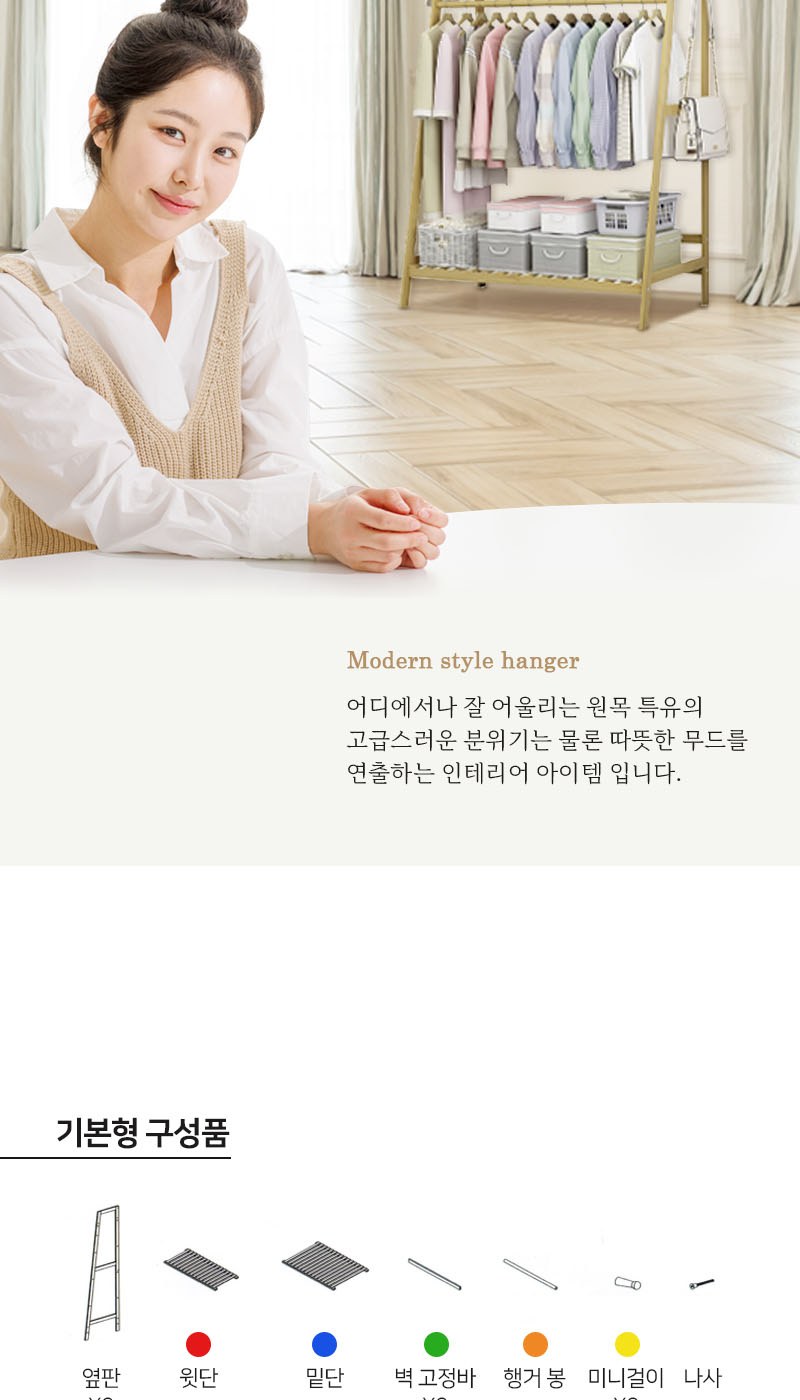 Modern style hanger
어디에서나 잘 어울리는 원목 특유의
고급스러운 분위기는 물론 따뜻한 무드를
연출하는 인테리어 아이템 입니다.
기본형 구성품
옆판 윗단 밑단 벽 고정바 행거 봉 미니걸이 나사